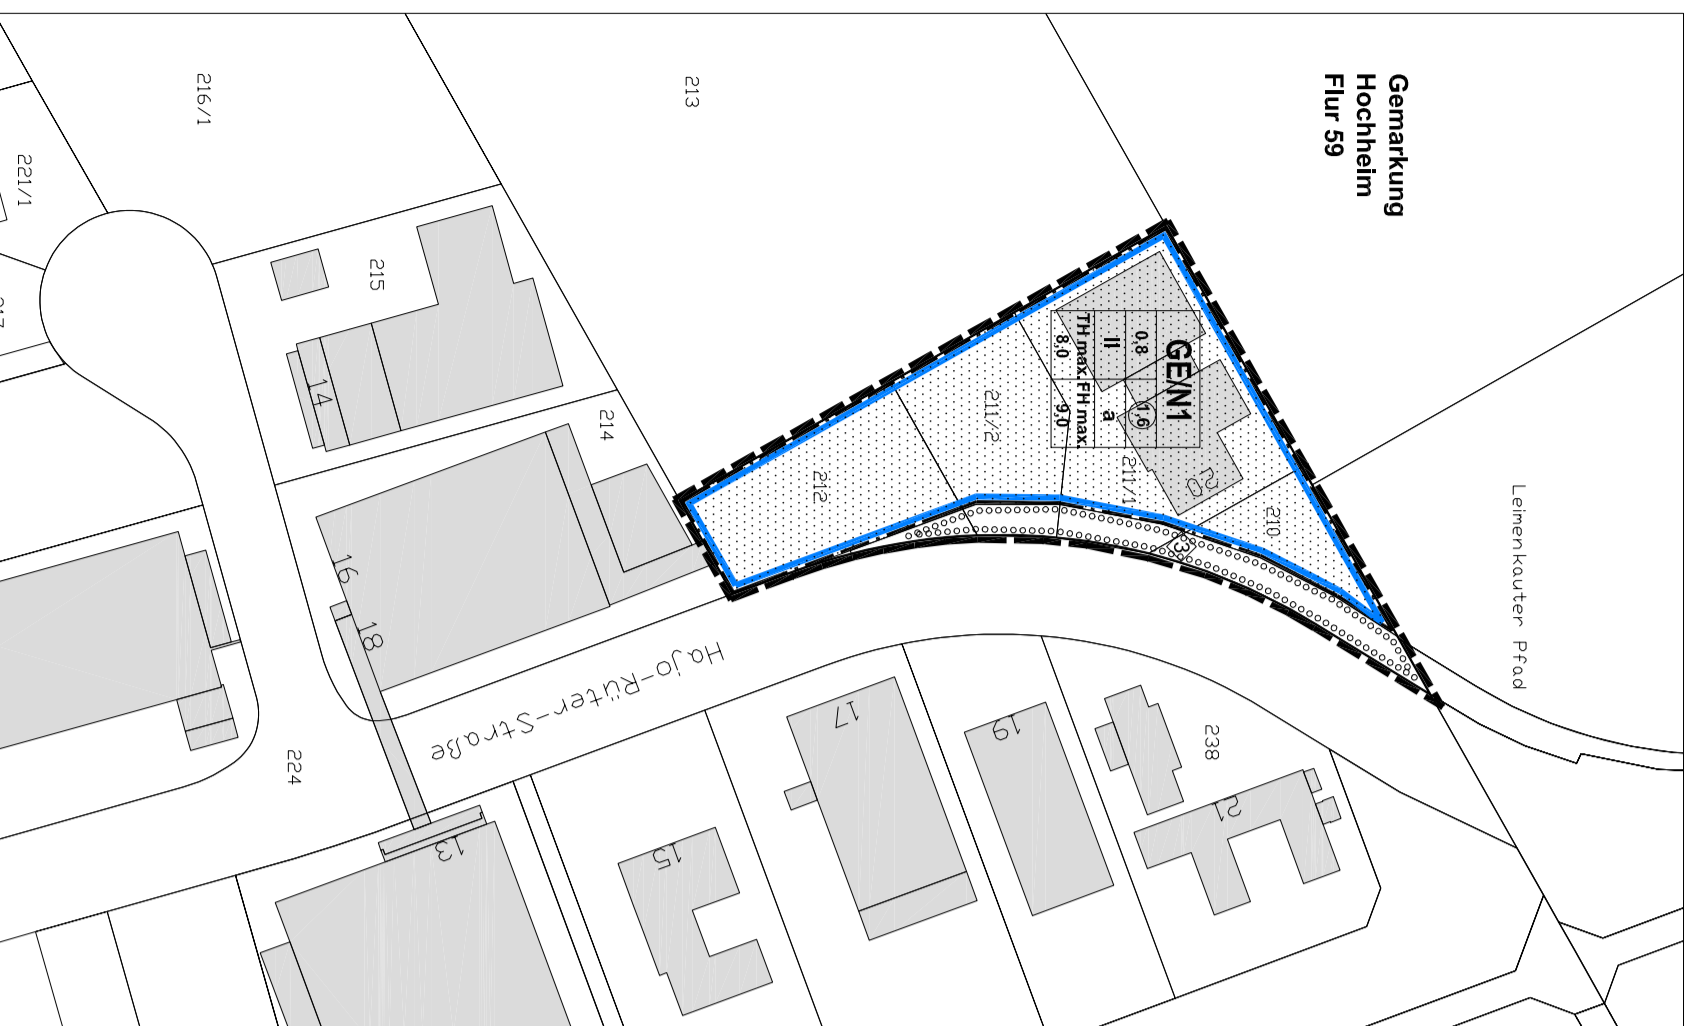 Gemarkung
Hochheim
Flur 59
216/1
213
221/1
215
14
214
212
211/2
211/1
210
GE/N1
0,8
1,6
II
a
TH max.
FH max.
8,0
9,0
20
3
Leimenkauter Pfad
Hajo-Rüter-Straße
16
18
224
13
15
17
19
21
238